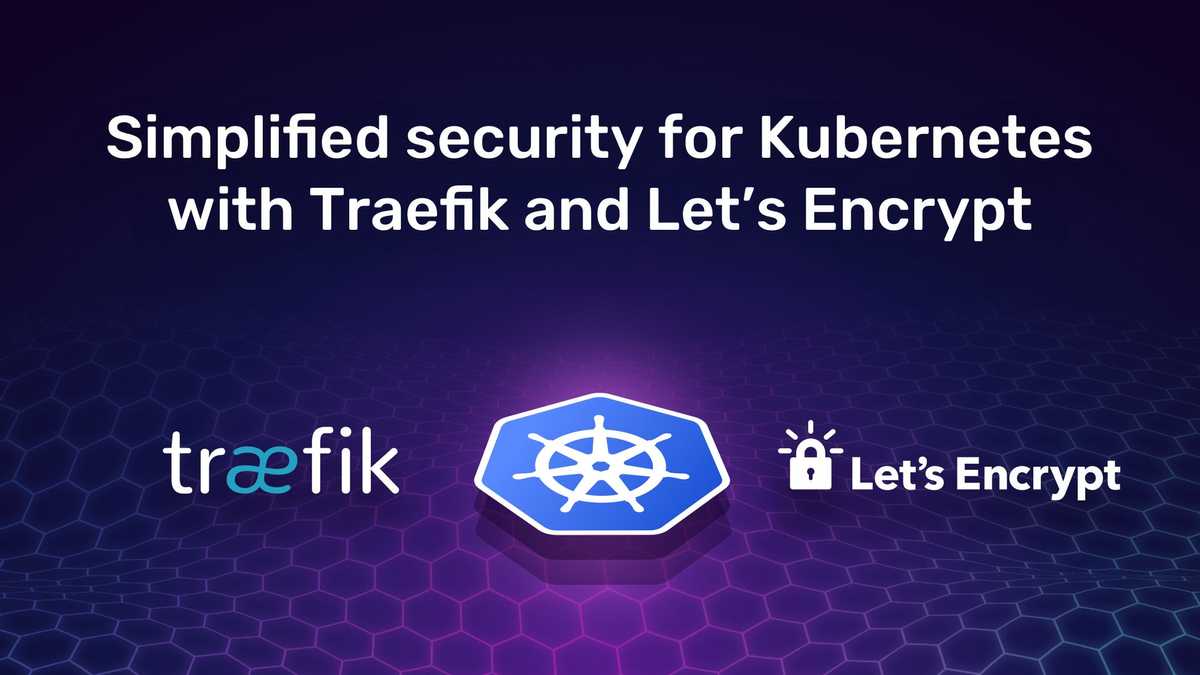 Simplified security for Kubernetes
with Traefik and Let’s Encrypt
træfik
Let’s Encrypt